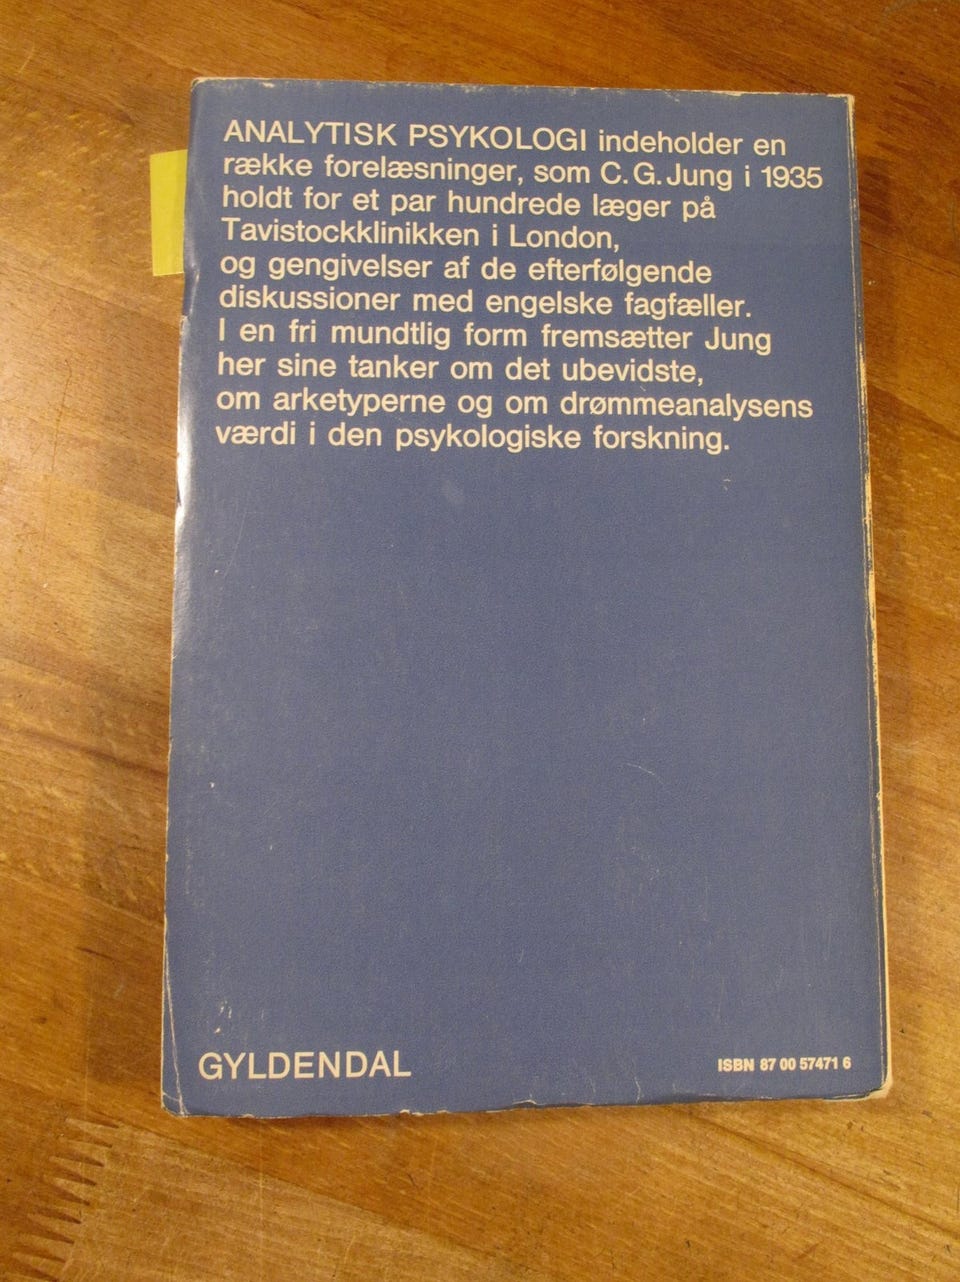 ANALYTISK PSYKOLOGI indeholder en
række forelæsninger, som C.G. Jung i 1935
holdt for et par hundrede læger på
Tavistockklinikken i London,
og gengivelser af de efterfølgende
diskussioner med engelske fagfæller.
I en fri mundtlig form fremsætter Jung
her sine tanker om det ubevidste,
om arketyperne og om drømmeanalysens
værdi i den psykologiske forskning.
GYLDENDAL
ISBN 87 00 57471 6